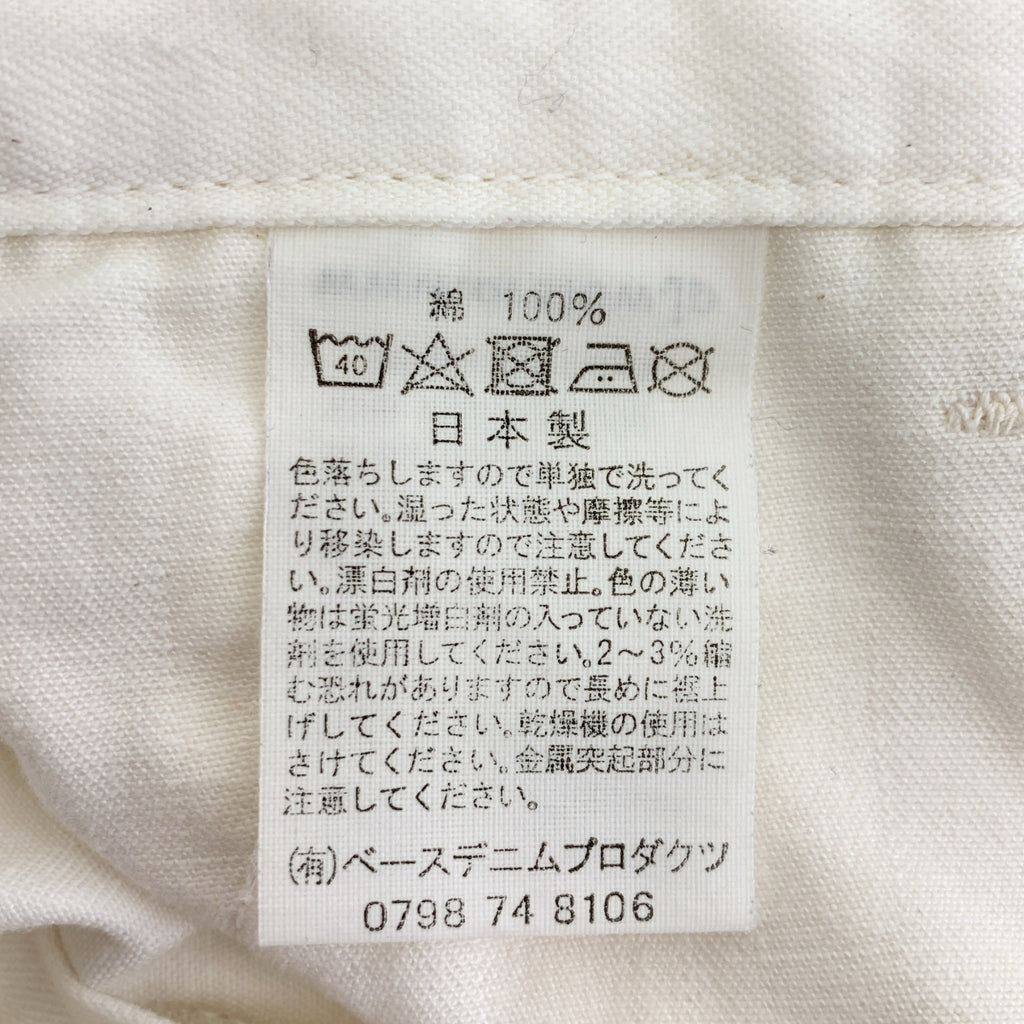 綿 100%
40
日本製
色落ちしますので単独で洗ってく
ださい。湿った状態や摩擦等によ
り移染しますので注意してくださ
い。漂白剤の使用禁止。色の薄い
物は蛍光増白剤の入っていない洗
剤を使用してください。2〜3%縮
む恐れがありますので長めに裾上
げしてください。乾燥機の使用は
さけてください。金属突起部分に
注意してください。
(有)ベースデニムプロダクツ
0798 74 8106